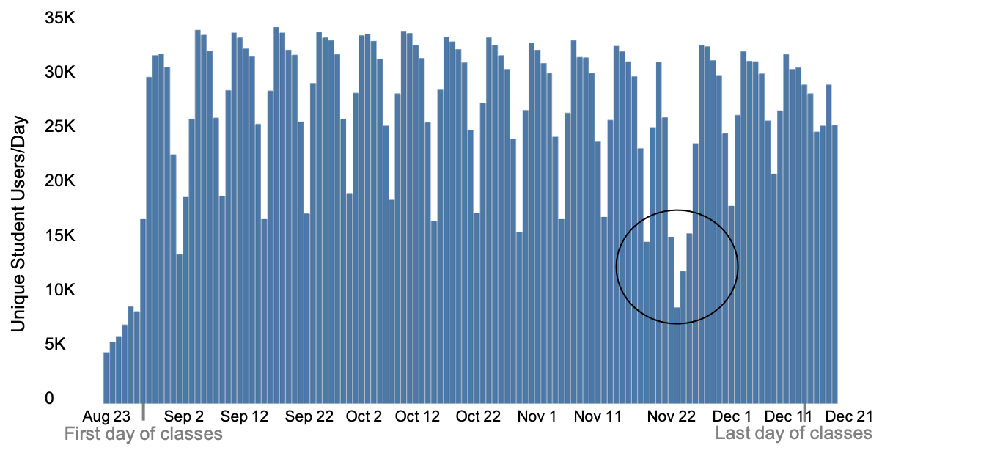 35K
30K
25K
20K
15K
10K
5K
0
Unique Student Users/Day
Aug 23 Sep 2 Sep 12 Sep 22 Oct 2 Oct 12 Oct 22 Nov 1 Nov 11 Nov 22 Dec 1 Dec 11 Dec 21
First day of classes Last day of classes